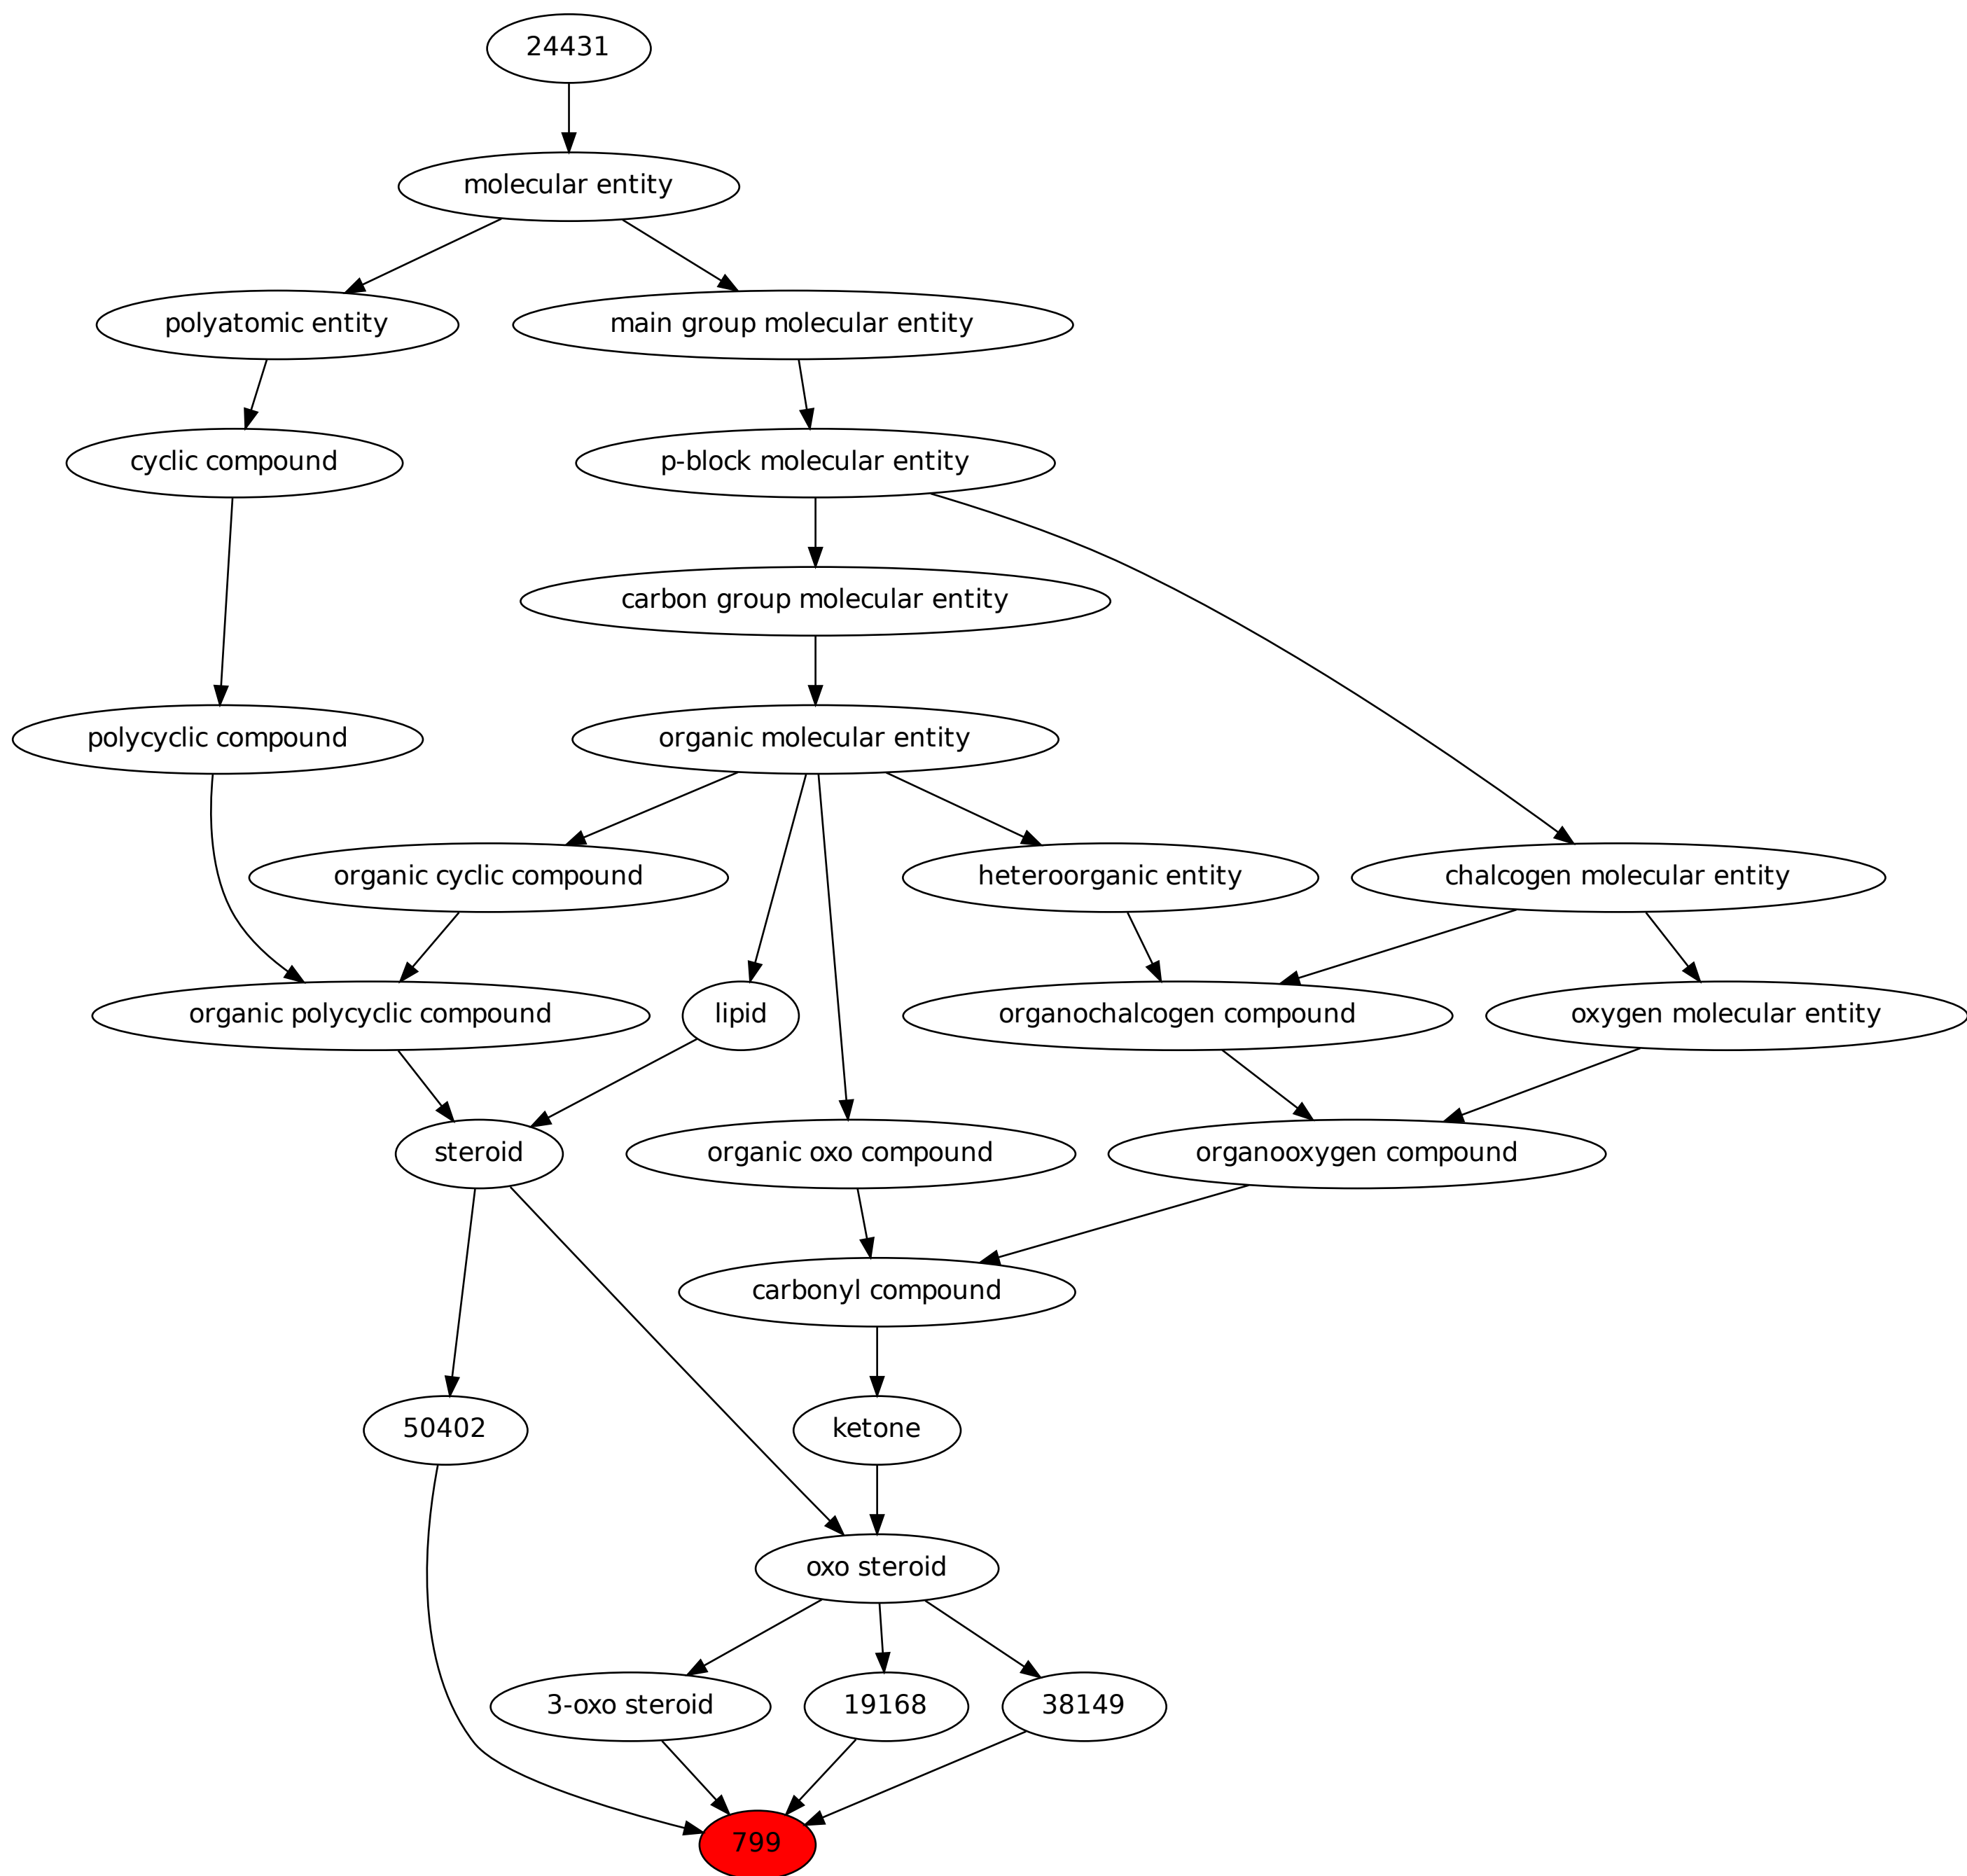 24431
molecular entity
polyatomic entity
main group molecular entity
cyclic compound
p-block molecular entity
carbon group molecular entity
polycyclic compound
organic molecular entity
organic cyclic compound
heteroorganic entity
chalcogen molecular entity
organic polycyclic compound
lipid
organochalcogen compound
oxygen molecular entity
steroid
organic oxo compound
organooxygen compound
carbonyl compound
50402
ketone
oxo steroid
3-oxo steroid
19168
38149
799